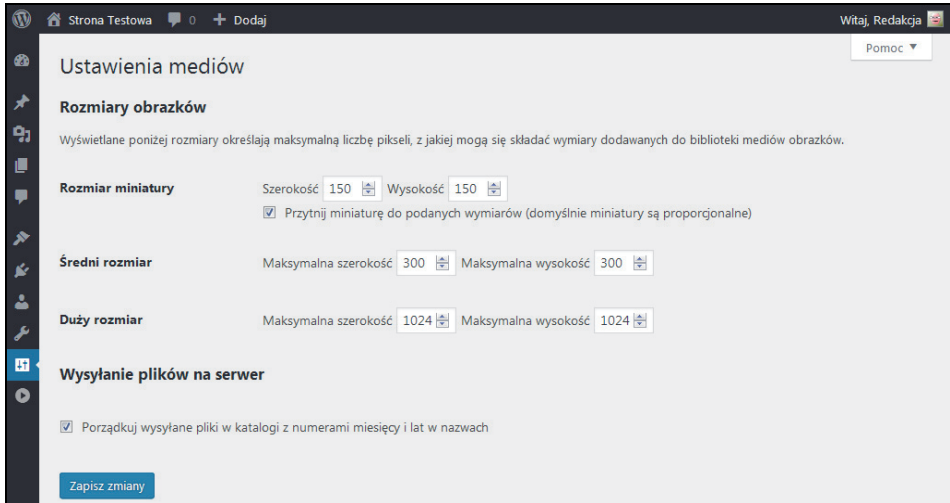 Strona Testowa 0 + Dodaj Witaj, Redakcja
Pomoc ▼
Ustawienia mediów
Rozmiary obrazków
Wyświetlane poniżej rozmiary określają maksymalną liczbę pikseli, z jakiej mogą się składać wymiary dodawanych do biblioteki mediów obrazków.
Rozmiar miniatury Szerokość 150 Wysokość 150
Przytnij miniaturę do podanych wymiarów (domyślnie miniatury są proporcjonalne)
Średni rozmiar Maksymalna szerokość 300 Maksymalna wysokość 300
Duży rozmiar Maksymalna szerokość 1024 Maksymalna wysokość 1024
Wysyłanie plików na serwer
Porządkuj wysyłane pliki w katalogi z numerami miesięcy i lat w nazwach
Zapisz zmiany